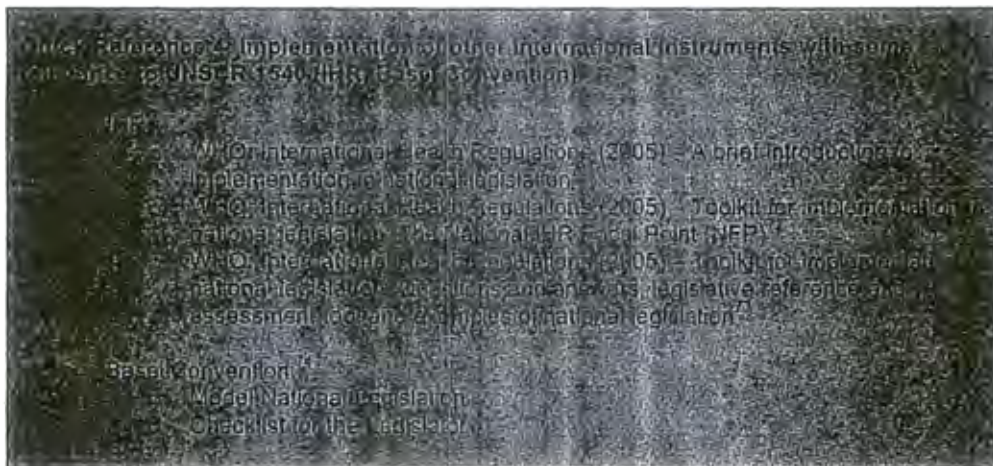 Quick Reference 4: Implementation of other International Instruments with some
relevance to UNSCR 1540 (IHR, Basel Convention)
IHR
WHO: International Health Regulations (2005) - A brief introduction to
implementation in national legislation
WHO: International Health Regulations (2005) - Toolkit for implementation in
national legislation: The National IHR Focal Point (NFP)
WHO: International Health Regulations (2005) - Toolkit for implementation in
national legislation: Questions and answers, legislative reference and
assessment tool and examples of national legislation
Basel Convention
Model National Legislation
Checklist for the Legislator